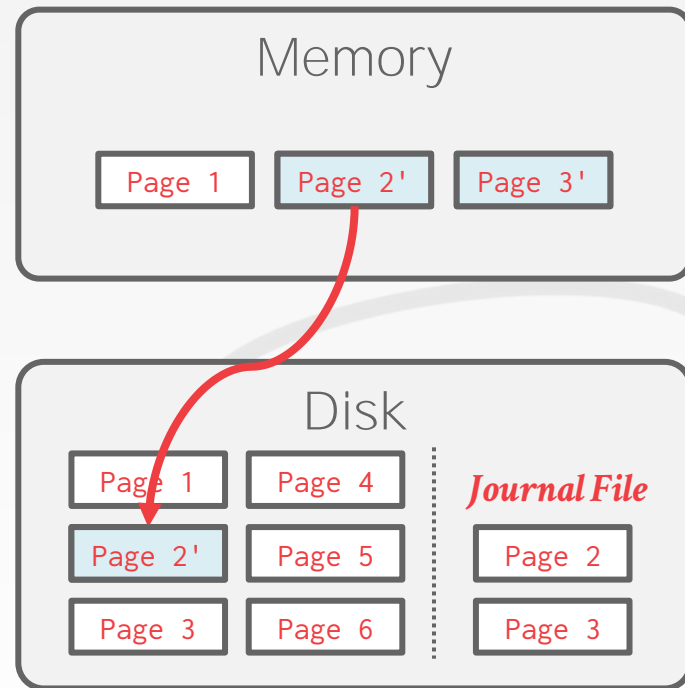 Memory
Page 1
Page 2'
Page 3'
Disk
Page 1
Page 4
Journal File
Page 2'
Page 5
Page 2
Page 3
Page 6
Page 3